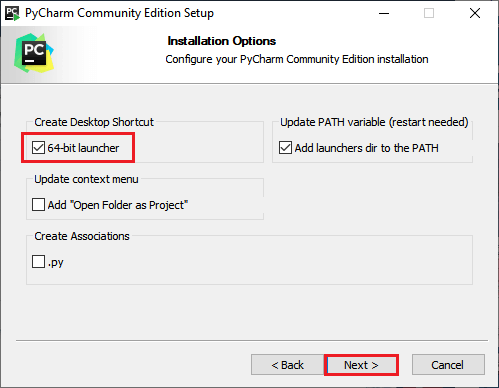 PC PyCharm Community Edition Setup
PC
Installation Options
Configure your PyCharm Community Edition installation
Create Desktop Shortcut
64-bit launcher
Update PATH variable (restart needed)
Add launchers dir to the PATH
Update context menu
Add "Open Folder as Project"
Create Associations
.py
< Back
Next >
Cancel